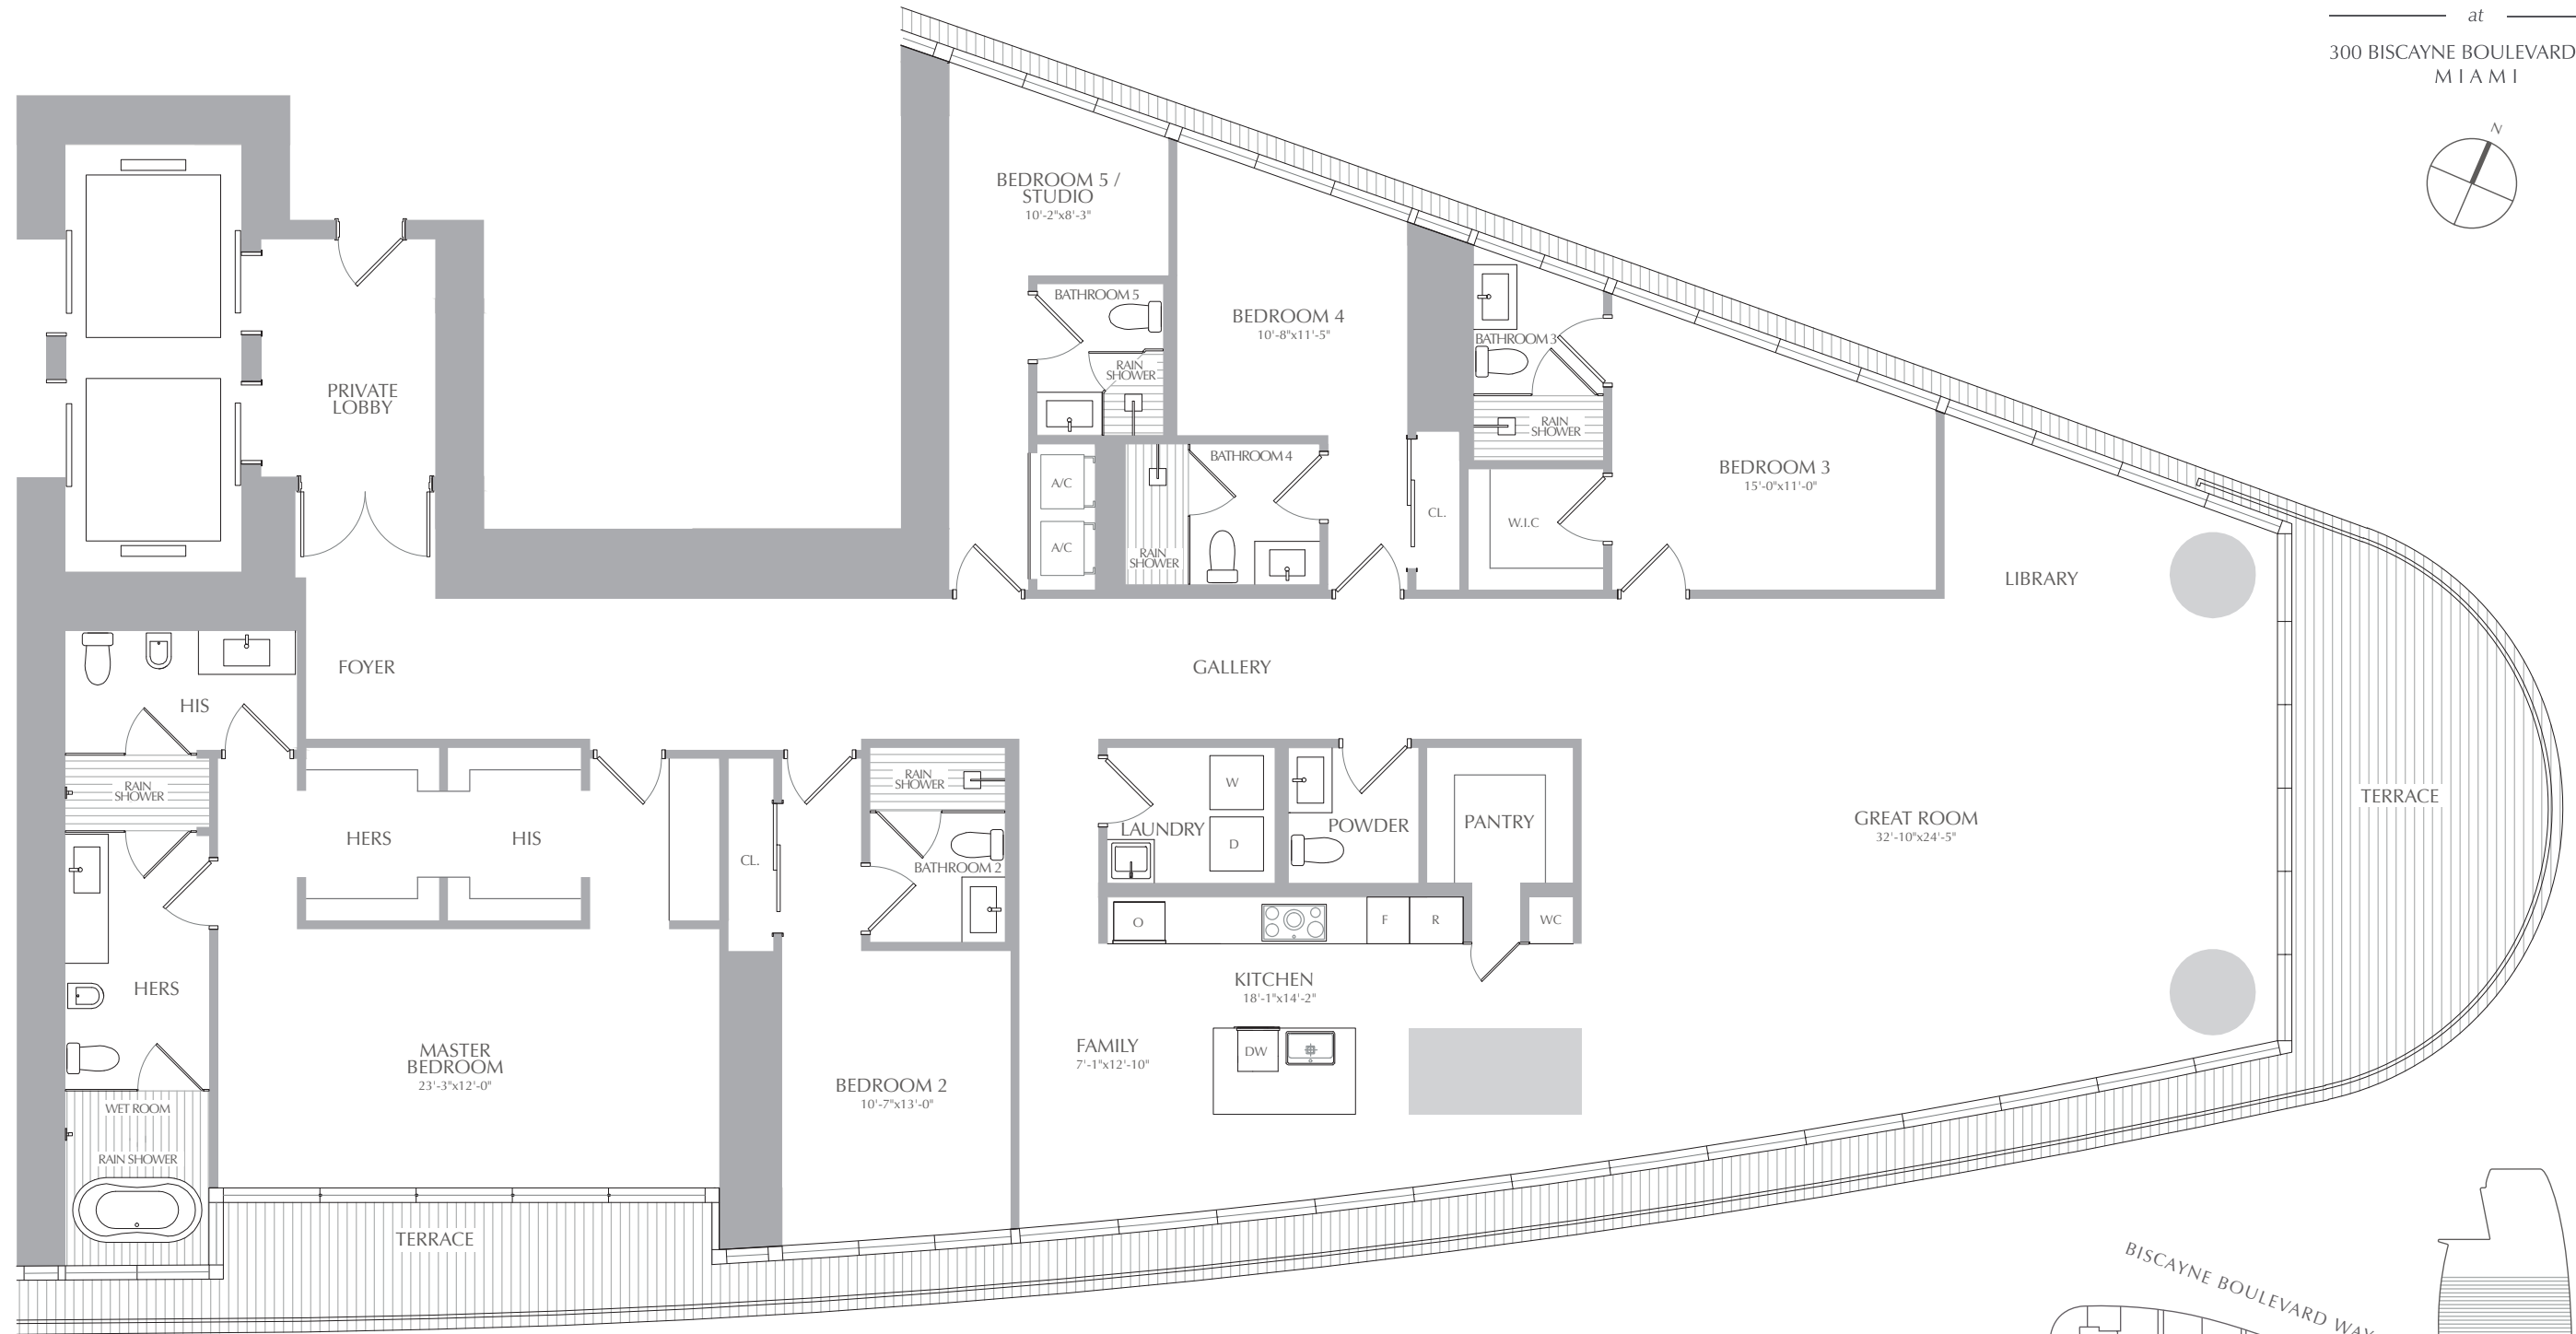 at
300 BISCAYNE BOULEVARD
MIAMI
N
BEDROOM 5 /
STUDIO
10'-2"x8'-3"
BATHROOM 5
RAIN
SHOWER
BEDROOM 4
10'-8"x11'-5"
BATHROOM 3
RAIN
SHOWER
PRIVATE
LOBBY
BATHROOM 4
RAIN
SHOWER
A/C
A/C
CL.
W.I.C
BEDROOM 3
15'-0"x11'-0"
LIBRARY
FOYER
GALLERY
HIS
RAIN
SHOWER
HERS
HIS
CL.
RAIN
SHOWER
BATHROOM 2
W
D
LAUNDRY
POWDER
PANTRY
GREAT ROOM
32'-10"x24'-5"
TERRACE
O
F
R
WC
HERS
KITCHEN
18'-1"x14'-2"
MASTER
BEDROOM
23'-3"x12'-0"
BEDROOM 2
10'-7"x13'-0"
FAMILY
7'-1"x12'-10"
DW
WET ROOM
RAIN SHOWER
TERRACE
BISCAYNE BOULEVARD WAY